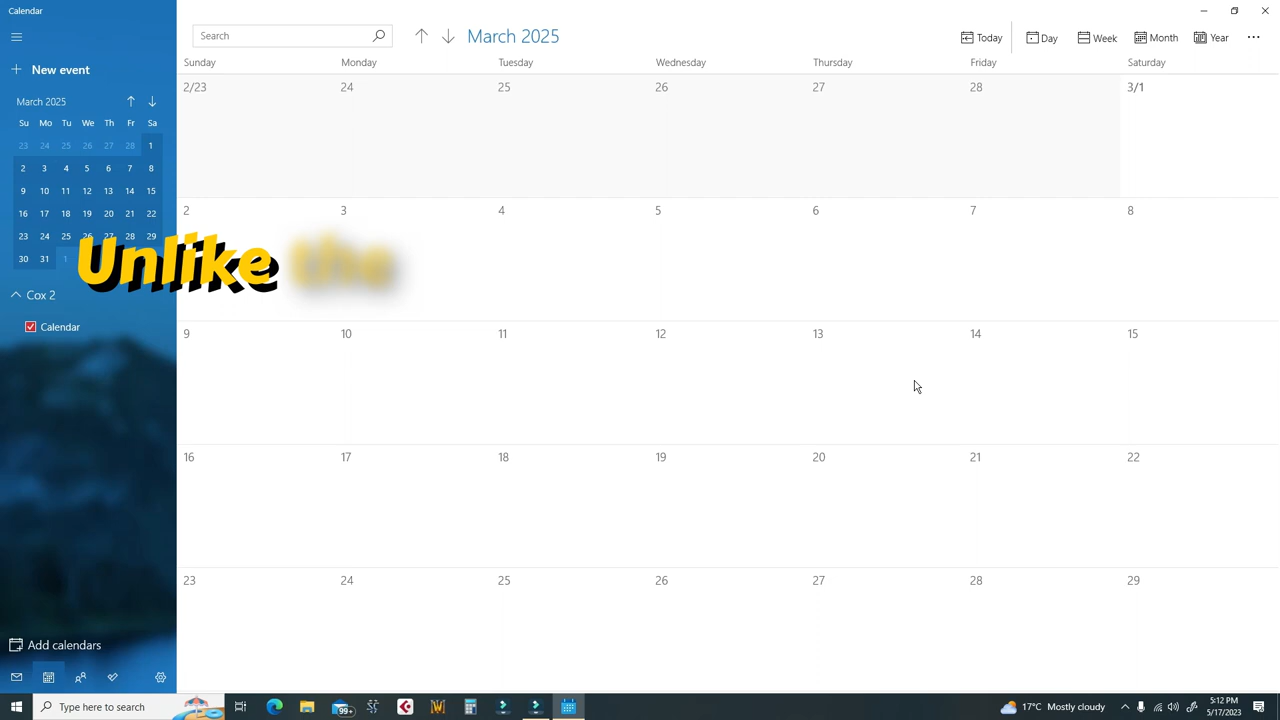 Calendar
Search
March 2025
Today
Day
Week
Month
Year
New event
March 2025
Su Mo Tu We Th Fr Sa
23 24 25 26 27 28 1
2 3 4 5 6 7 8
9 10 11 12 13 14 15
16 17 18 19 20 21 22
23 24 25 26 27 28 29
30 31 1
Cox 2
Calendar
Add calendars
Sunday Monday Tuesday Wednesday Thursday Friday Saturday
2/23 24 25 26 27 28 3/1
2 3 4 5 6 7 8
Unlike the
9 10 11 12 13 14 15
16 17 18 19 20 21 22
23 24 25 26 27 28 29
Type here to search
99+
17°C Mostly cloudy
5:12 PM
5/17/2023